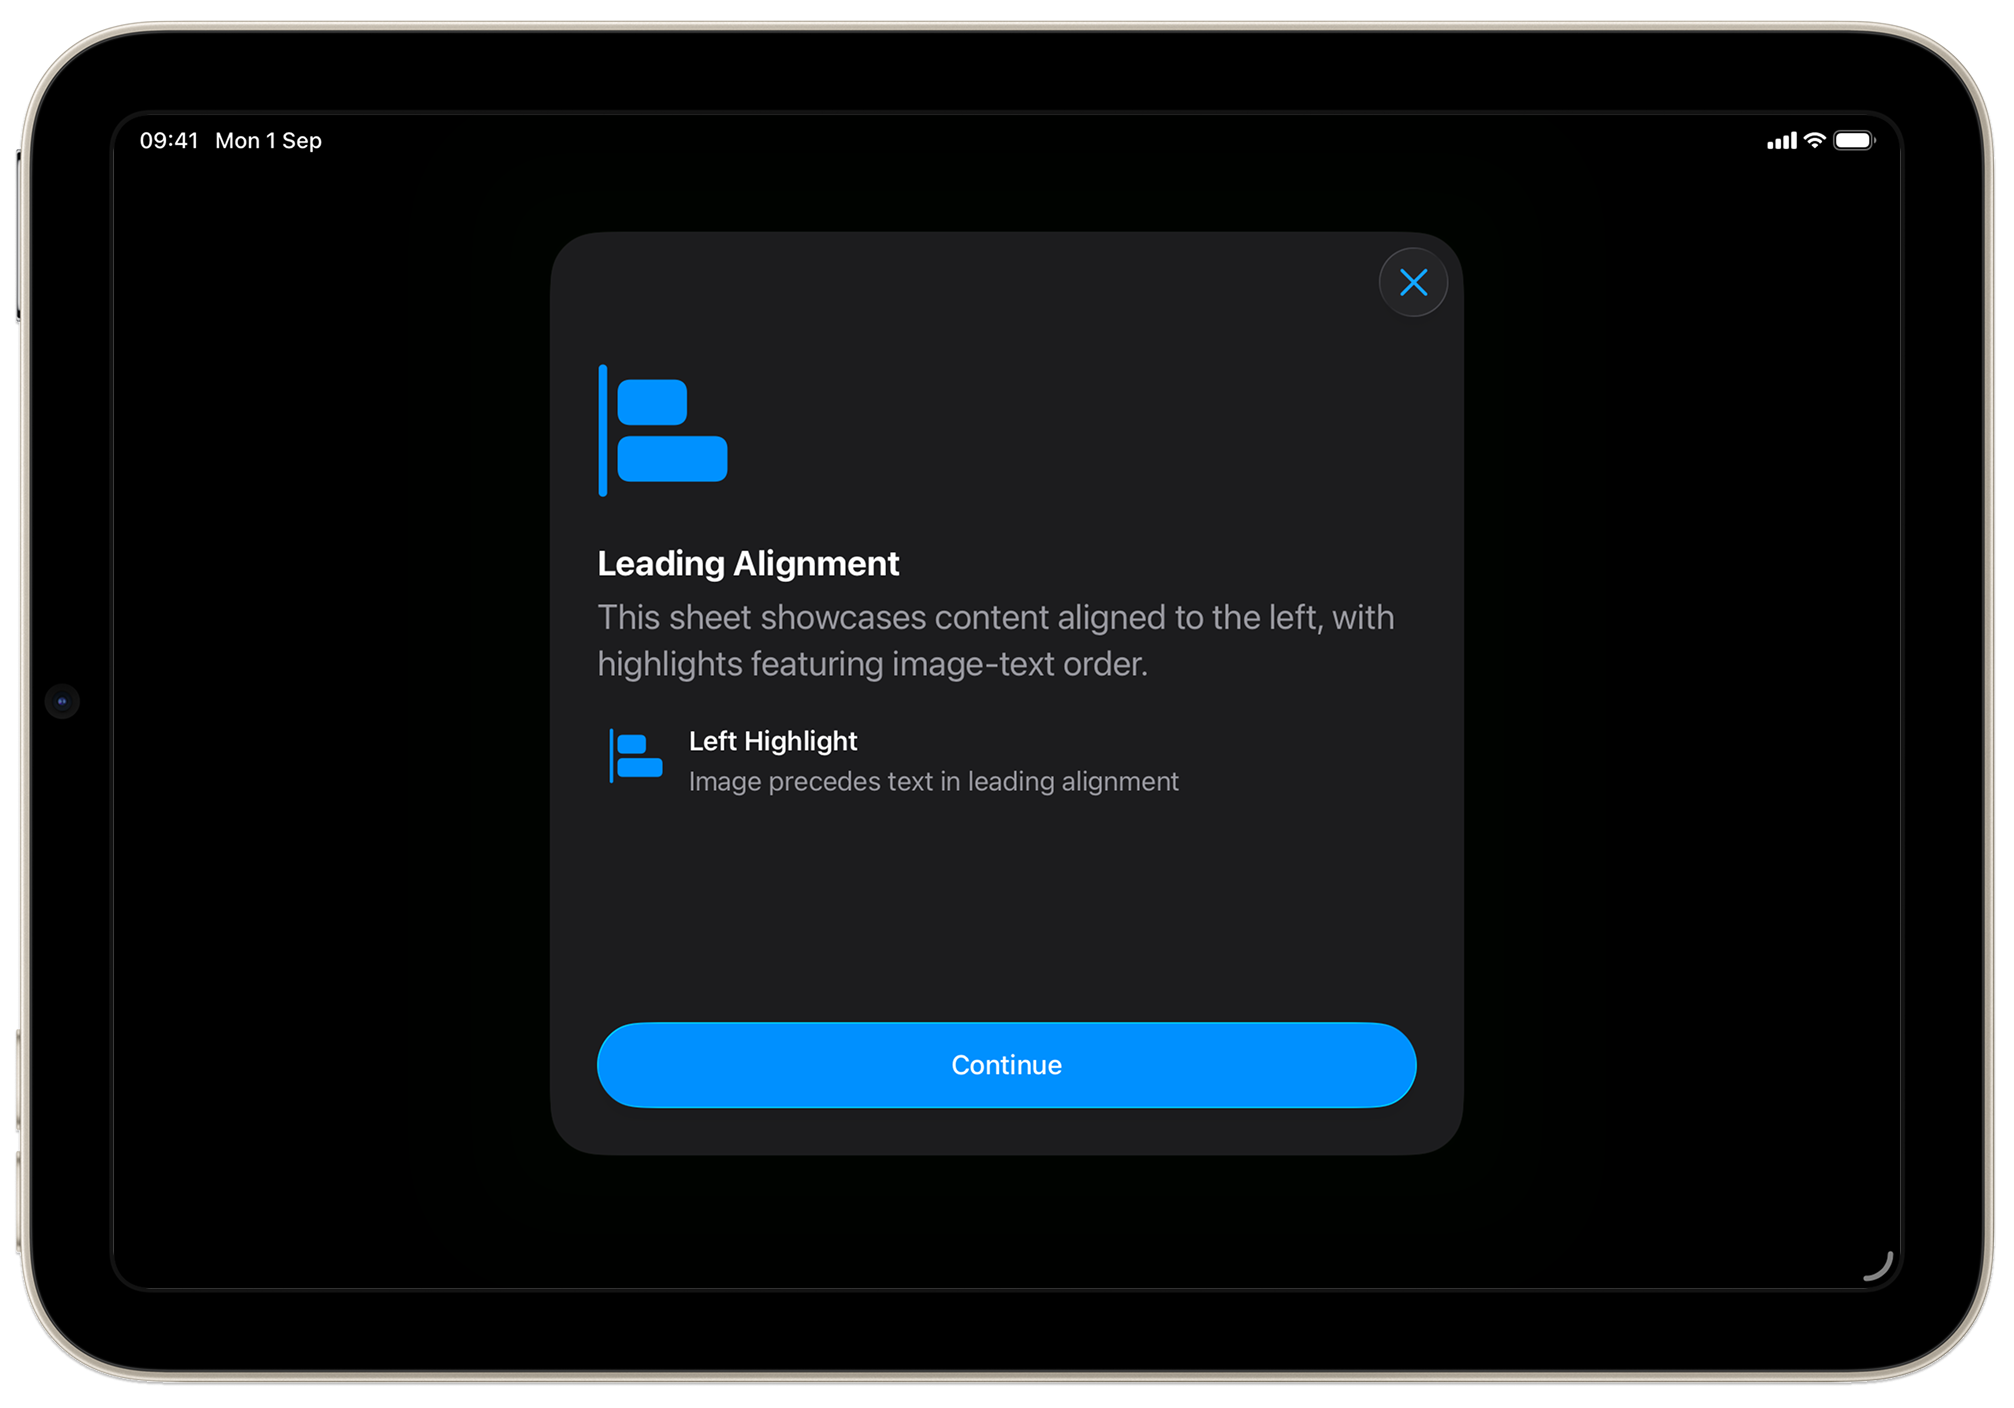 09:41 Mon 1 Sep
Leading Alignment
This sheet showcases content aligned to the left, with
highlights featuring image-text order.
Left Highlight
Image precedes text in leading alignment
Continue